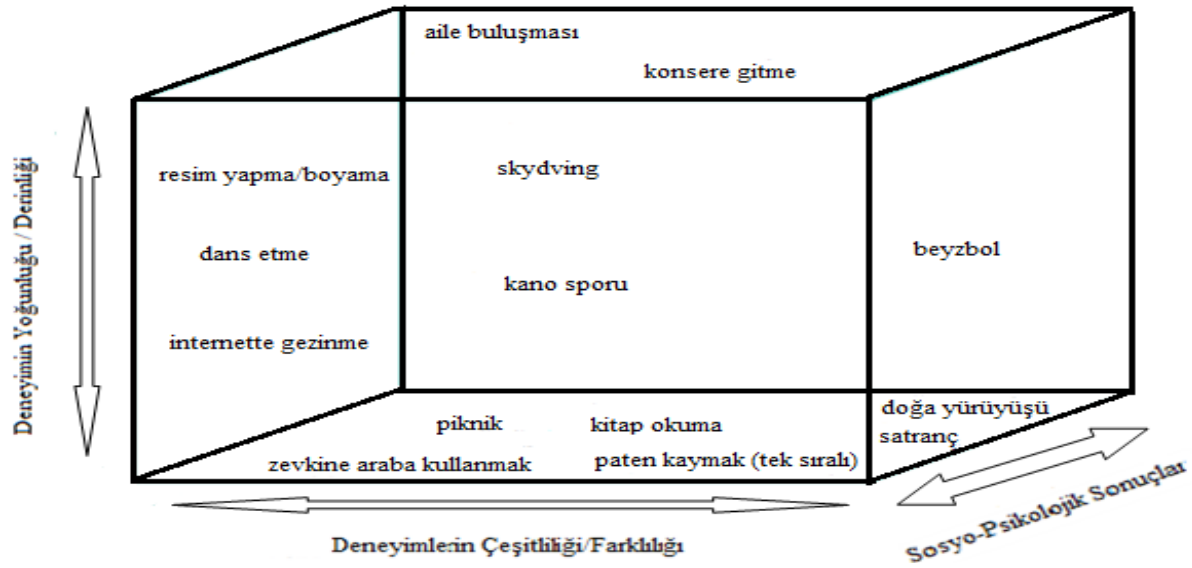 aile buluşması
konsere gitme
resim yapma/boyama
skydving
dans etme
beyzbol
kano sporu
internette gezinme
piknik
kitap okuma
doğa yürüyüşü
satranç
zevkine araba kullanmak
paten kaymak (tek sıralı)
Deneyimin Yoğunluğu / Derinliği
Deneyimlerin Çeşitliliği/Farklılığı
Sosyo-Psikolojik Sonuçlar